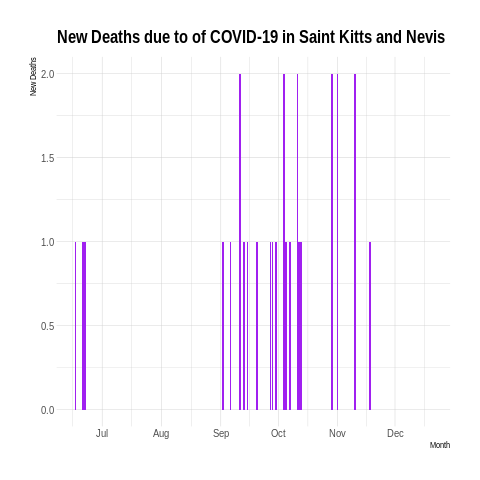 New Deaths due to of COVID-19 in Saint Kitts and Nevis
New Deaths
2.0
1.5
1.0
0.5
0.0
Jul Aug Sep Oct Nov Dec
Month